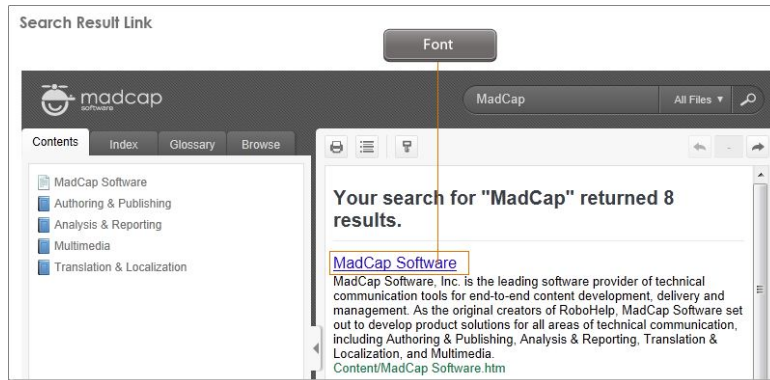 Search Result Link
Font
madcap
software
MadCap
All Files ▼
Contents
Index
Glossary
Browse
MadCap Software
Authoring & Publishing
Analysis & Reporting
Multimedia
Translation & Localization
Your search for "MadCap" returned 8
results.
MadCap Software
MadCap Software, Inc. is the leading software provider of technical
communication tools for end-to-end content development, delivery and
management. As the original creators of RoboHelp, MadCap Software set
out to develop product solutions for all areas of technical communication,
including Authoring & Publishing, Analysis & Reporting, Translation &
Localization, and Multimedia.
Content/MadCap Software.htm